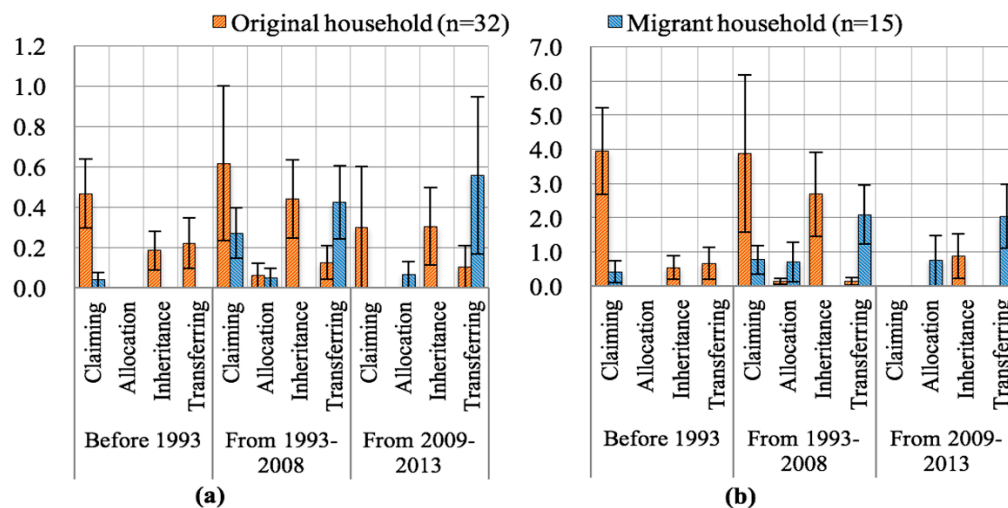 Original household (n=32) Migrant household (n=15)
(a)
1.2
1.0
0.8
0.6
0.4
0.2
0.0
Claiming Allocation Inheritance Transferring Claiming Allocation Inheritance Transferring Claiming Allocation Inheritance Transferring
Before 1993 From 1993-2008 From 2009-2013
(b)
7.0
6.0
5.0
4.0
3.0
2.0
1.0
0.0
Claiming Allocation Inheritance Transferring Claiming Allocation Inheritance Transferring Claiming Allocation Inheritance Transferring
Before 1993 From 1993-2008 From 2009-2013